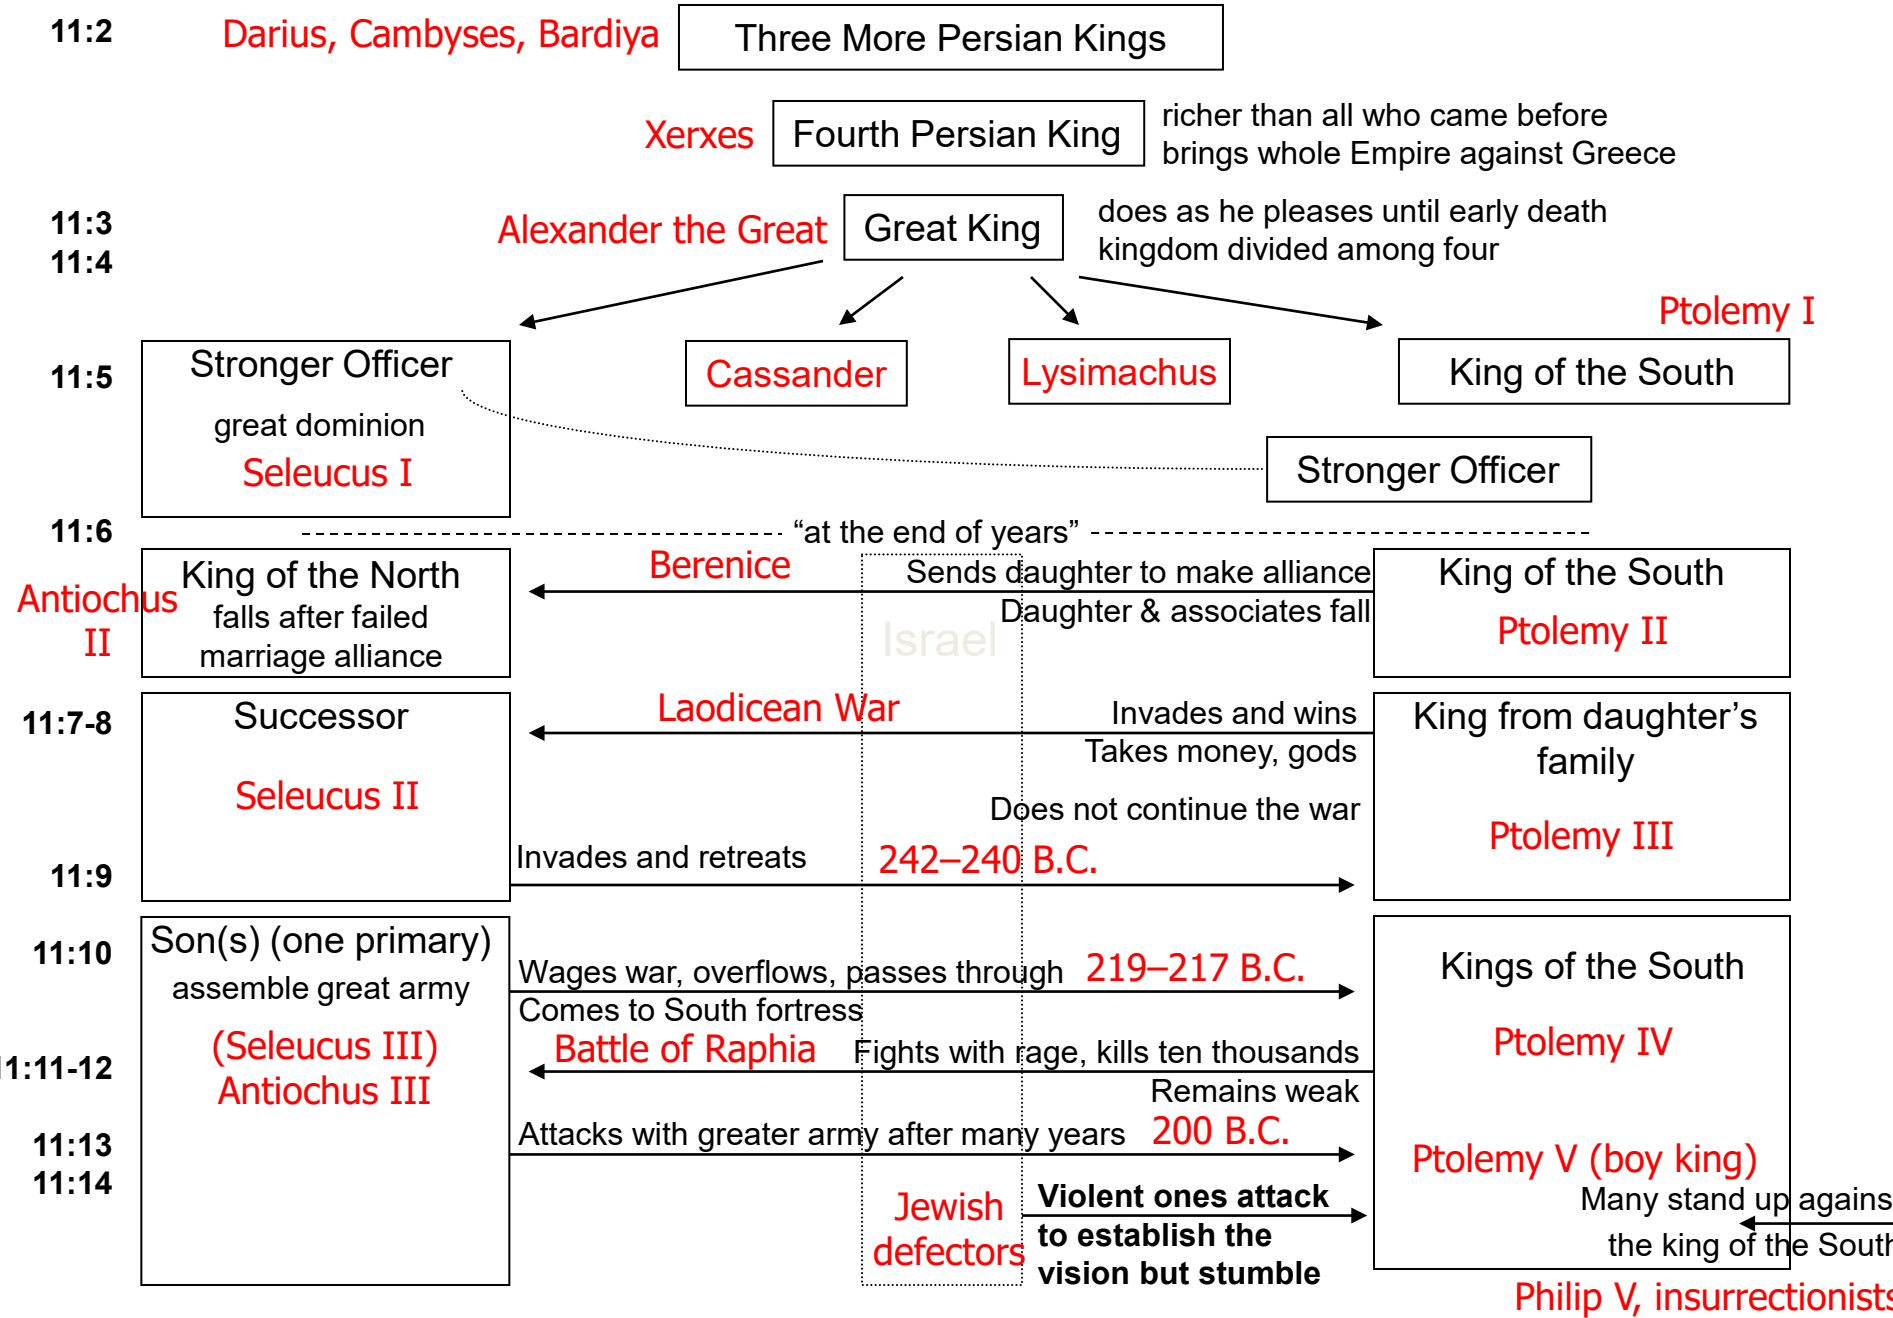 11:2
Darius, Cambyses, Bardiya
Three More Persian Kings
Xerxes
Fourth Persian King
richer than all who came before
brings whole Empire against Greece
11:3
11:4
Alexander the Great
Great King
does as he pleases until early death
kingdom divided among four
Ptolemy I
11:5
Stronger Officer
great dominion
Seleucus I
Cassander
Lysimachus
King of the South
Stronger Officer
11:6
“at the end of years”
Antiochus
II
King of the North
falls after failed
marriage alliance
Berenice
Sends daughter to make alliance
Daughter & associates fall
Israel
King of the South
Ptolemy II
11:7-8
Successor
Seleucus II
Laodicean War
Invades and wins
Takes money, gods
Does not continue the war
King from daughter’s
family
Ptolemy III
11:9
Invades and retreats
242–240 B.C.
11:10
Son(s) (one primary)
assemble great army
(Seleucus III)
Antiochus III
Wages war, overflows, passes through
219–217 B.C.
Comes to South fortress
Kings of the South
Ptolemy IV
11:11-12
Battle of Raphia
Fights with rage, kills ten thousands
Remains weak
11:13
11:14
Attacks with greater army after many years
200 B.C.
Ptolemy V (boy king)
Jewish
defectors
Violent ones attack
to establish the
vision but stumble
Many stand up agains
the king of the South
Philip V, insurrectionists